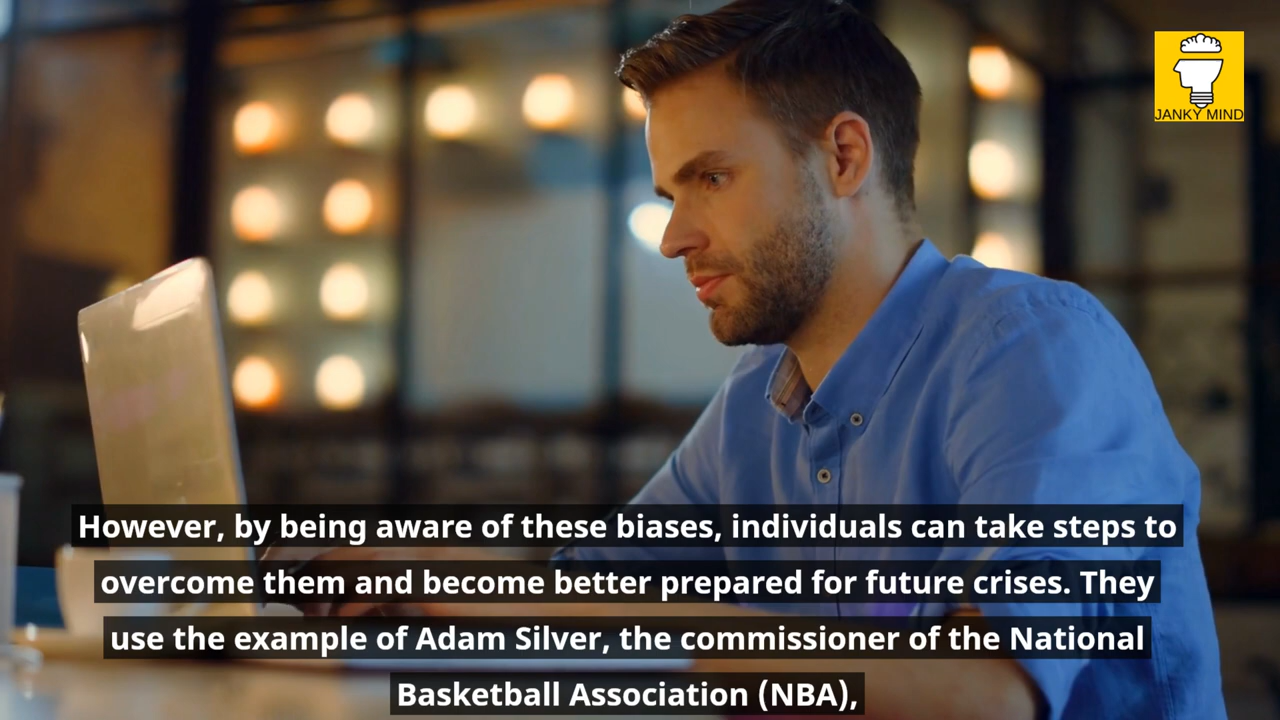 JANKY MIND
However, by being aware of these biases, individuals can take steps to
overcome them and become better prepared for future crises. They
use the example of Adam Silver, the commissioner of the National
Basketball Association (NBA),